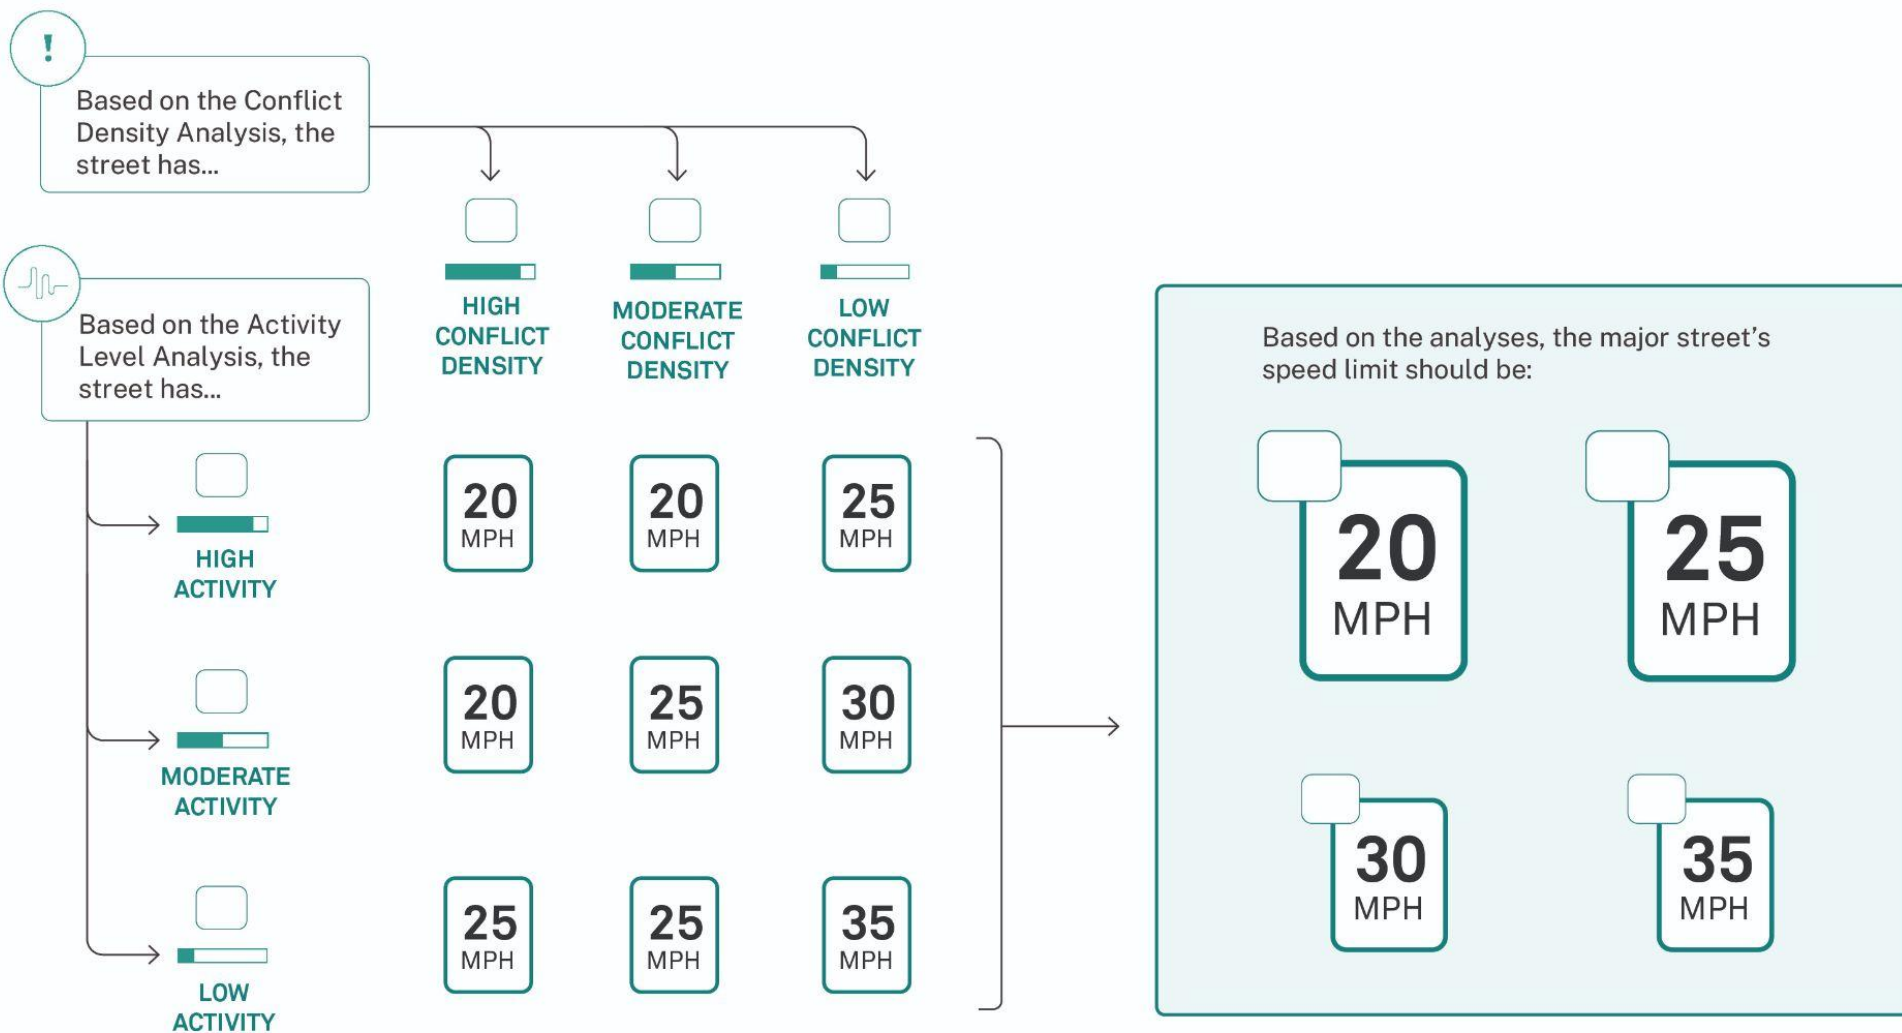 !
Based on the Conflict
Density Analysis, the
street has...
Based on the Activity
Level Analysis, the
street has...
HIGH
CONFLICT
DENSITY
MODERATE
CONFLICT
DENSITY
LOW
CONFLICT
DENSITY
HIGH
ACTIVITY
20
MPH
20
MPH
25
MPH
MODERATE
ACTIVITY
20
MPH
25
MPH
30
MPH
LOW
ACTIVITY
25
MPH
25
MPH
35
MPH
Based on the analyses, the major street’s
speed limit should be:
20
MPH
25
MPH
30
MPH
35
MPH